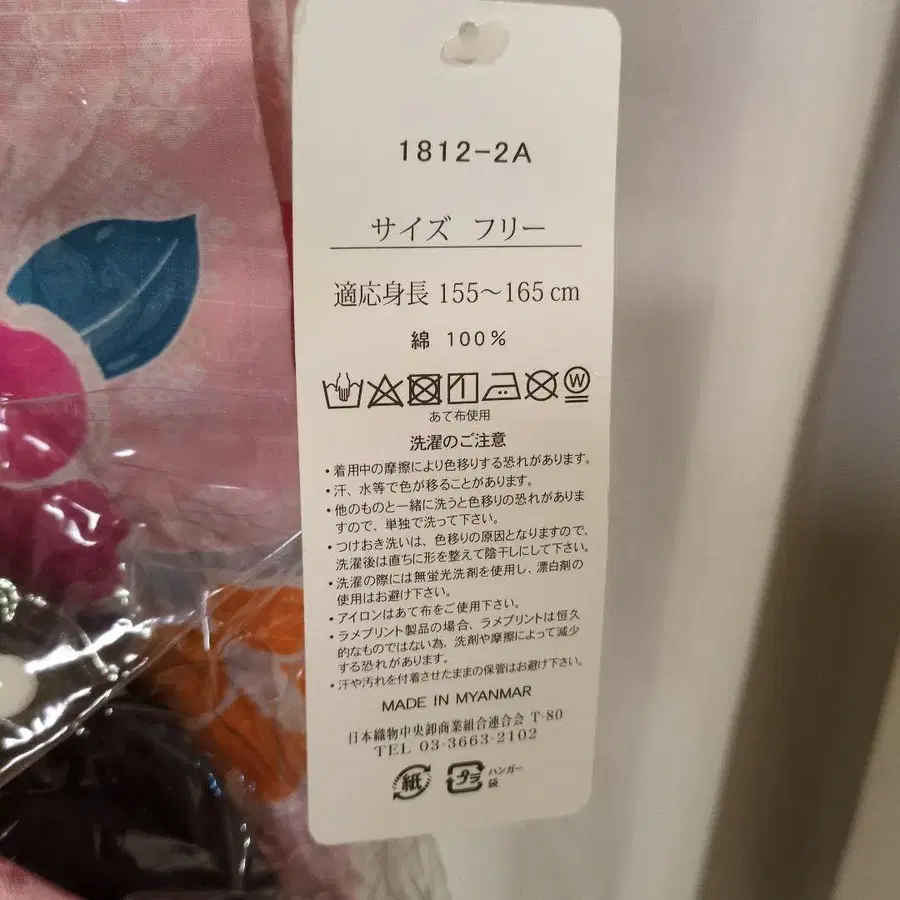 1812-2A
サイズ フリー
適応身長 155～165 cm
綿 100%
W
あて布使用
洗濯のご注意
・着用中の摩擦により色移りする恐れがあります。
・汗、水等で色が移ることがあります。
・他のものと一緒に洗うと色移りの恐れがありま
すので、単独で洗って下さい。
・つけおき洗いは、色移りの原因となりますので、
洗濯後は直ちに形を整えて陰干しにして下さい。
・洗濯の際には無蛍光洗剤を使用し、漂白剤の
使用はお避け下さい。
・アイロンはあて布をご使用下さい。
・ラメプリント製品の場合、ラメプリントは恒久
的なものではない為、洗剤や摩擦によって減少
する恐れがあります。
・汗や汚れを付着させたままの保管はお避け下さい。
MADE IN MYANMAR
日本織物中央卸商業組合連合会 T-80
TEL 03-3663-2102
紙 プラ ハンガー
袋